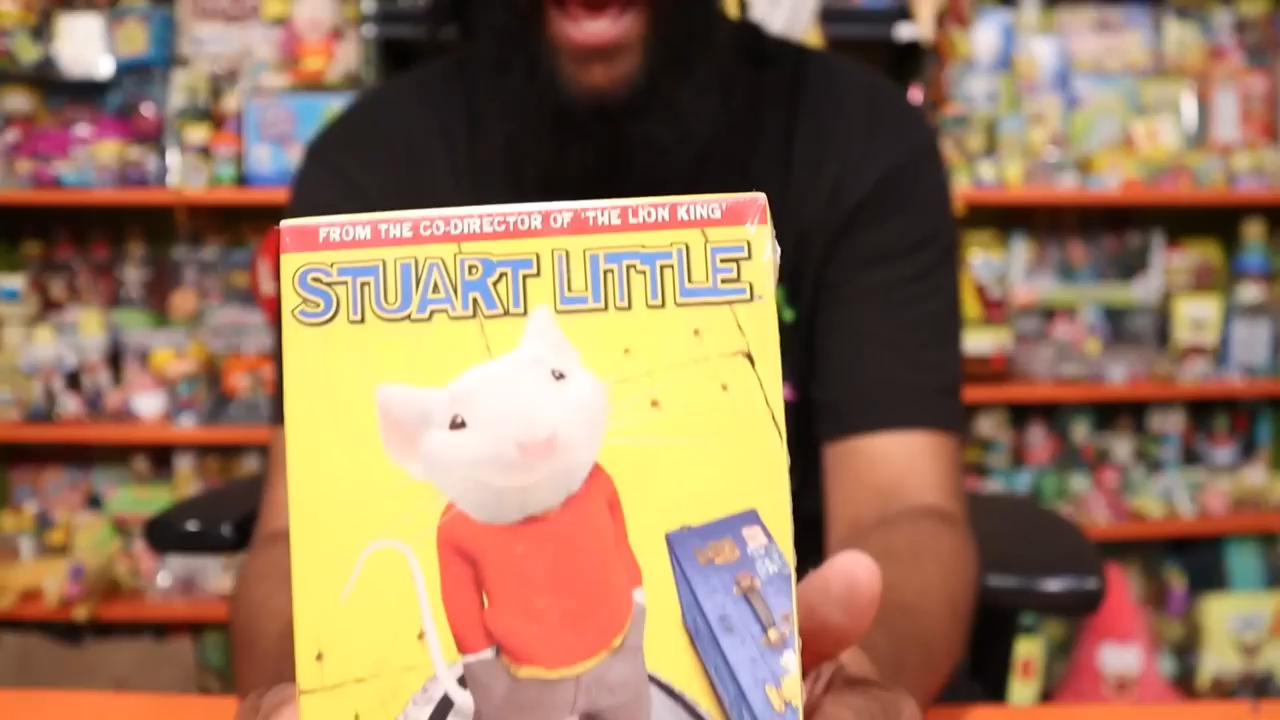 FROM THE CO-DIRECTOR OF 'THE LION KING'
STUART LITTLE